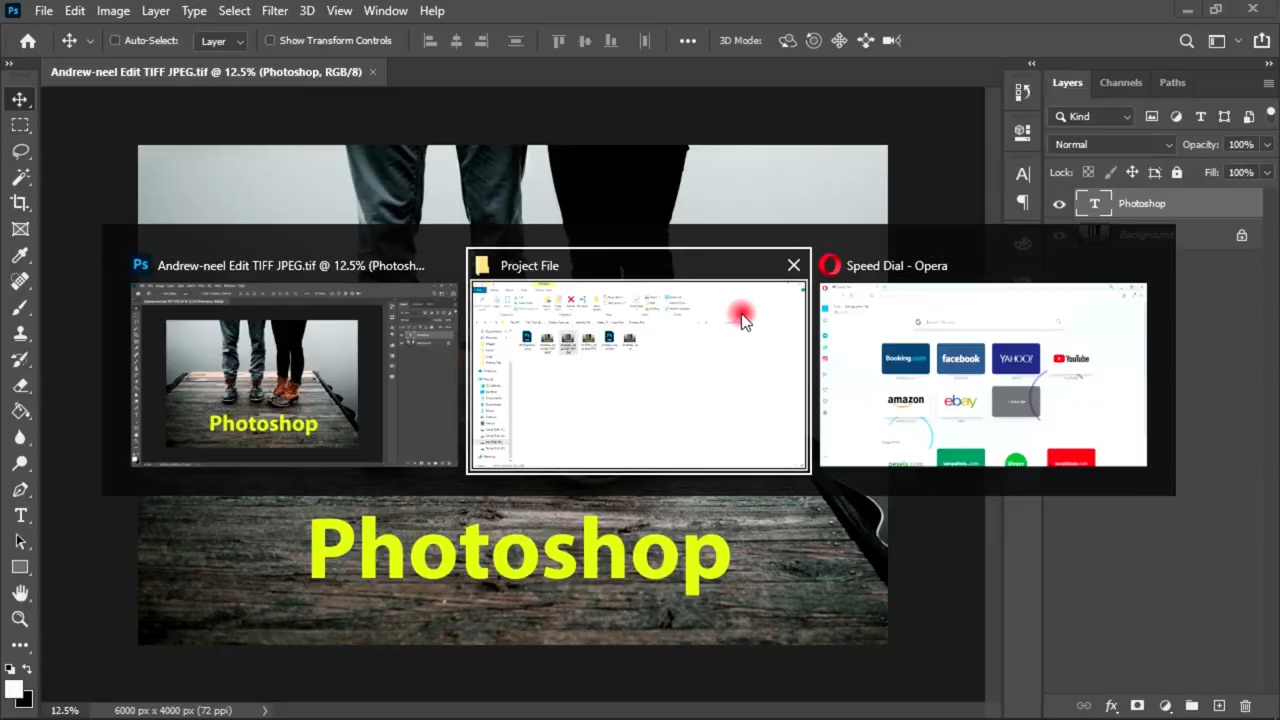 Ps File Edit Image Layer Type Select Filter 3D View Window Help
Auto-Select: Layer Show Transform Controls 3D Mode:
Andrew-neel Edit TIFF JPEG.tif @ 12.5% (Photoshop, RGB/8)
Layers Channels Paths
Kind
Normal Opacity: 100%
Lock: Fill: 100%
T Photoshop
Background
Ps Andrew-neel Edit TIFF JPEG.tif @ 12.5% (Photosh...
Project File
Speed Dial - Opera
Photoshop
Booking.com facebook YAHOO! YouTube
amazon ebay
Photoshop
12.5% 6000 px x 4000 px (72 ppi)